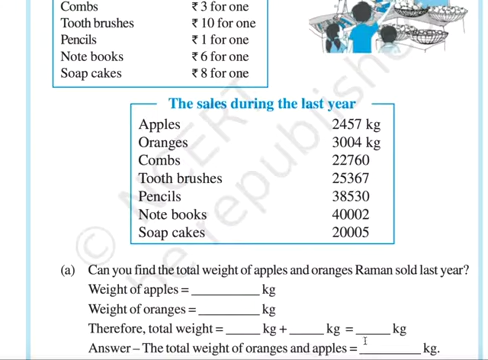 Combs ₹ 3 for one
Tooth brushes ₹ 10 for one
Pencils ₹ 1 for one
Note books ₹ 6 for one
Soap cakes ₹ 8 for one
The sales during the last year
Apples 2457 kg
Oranges 3004 kg
Combs 22760
Tooth brushes 25367
Pencils 38530
Note books 40002
Soap cakes 20005
(a) Can you find the total weight of apples and oranges Raman sold last year?
Weight of apples = __________ kg
Weight of oranges = _________ kg
Therefore, total weight = _____ kg + _____ kg = _____ kg
Answer – The total weight of oranges and apples = _________ kg.
© NCERT
be republished